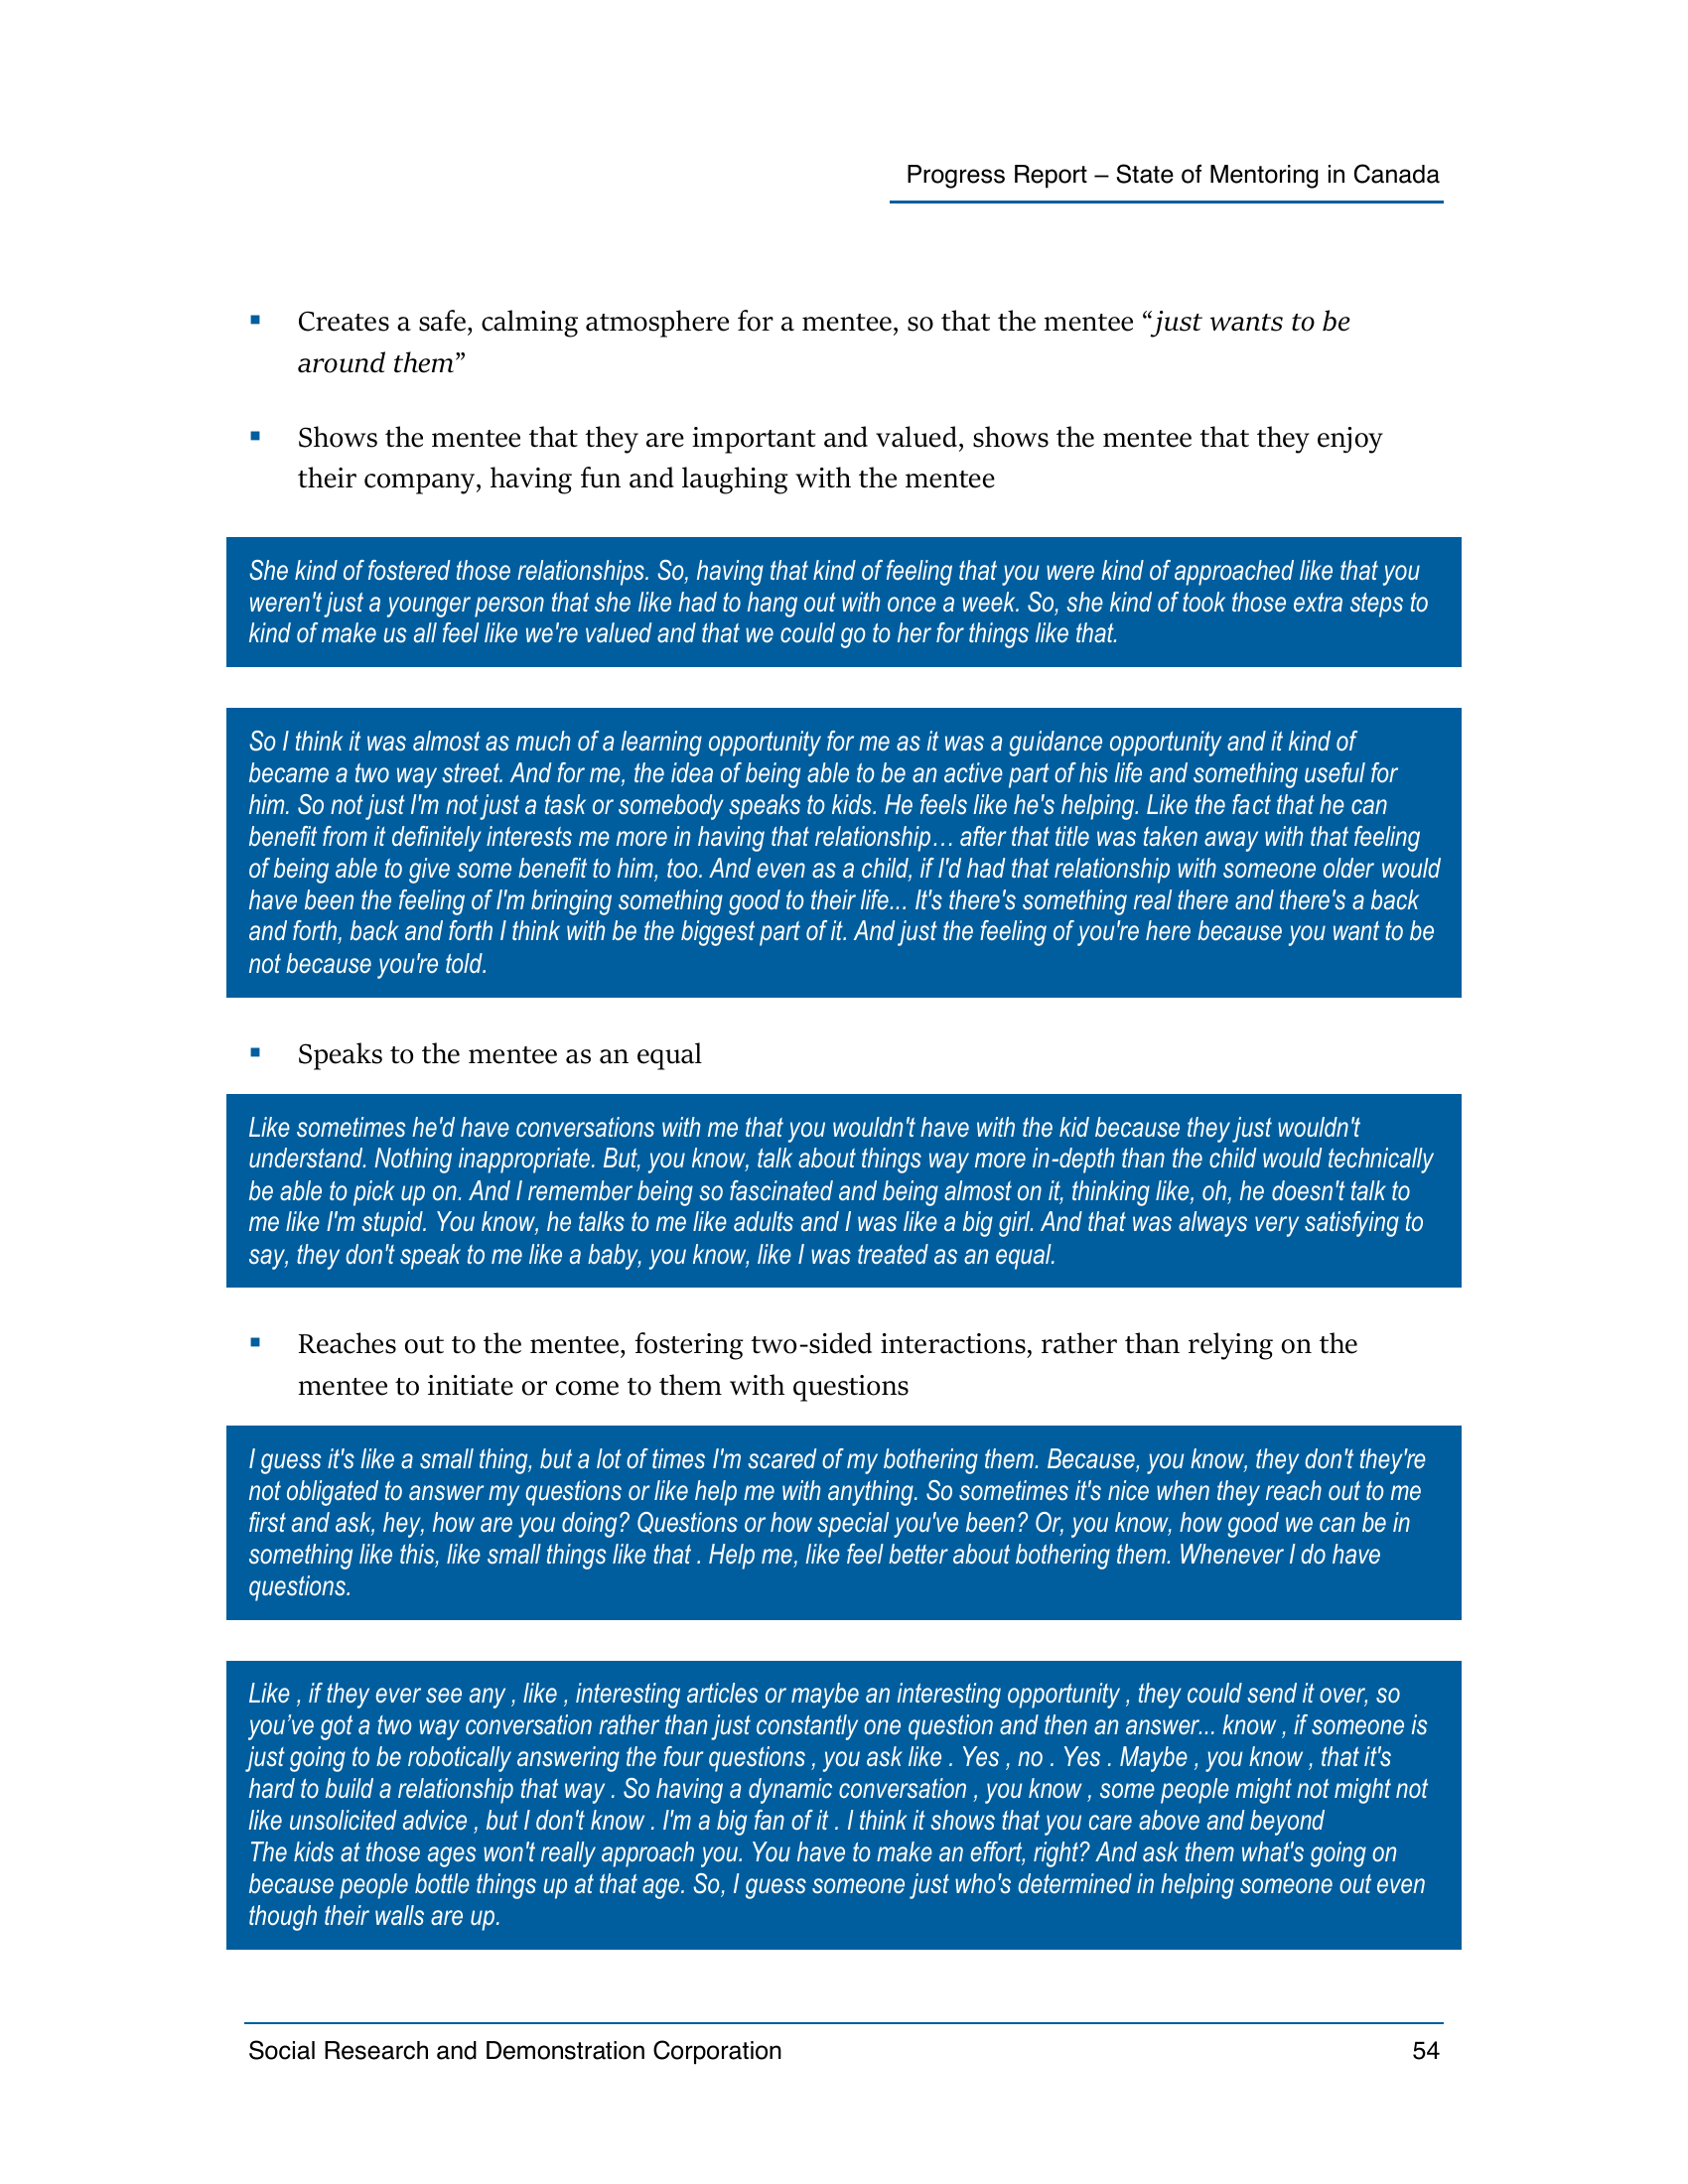 Progress Report – State of Mentoring in Canada
▪ Creates a safe, calming atmosphere for a mentee, so that the mentee “just wants to be
around them”
▪ Shows the mentee that they are important and valued, shows the mentee that they enjoy
their company, having fun and laughing with the mentee
She kind of fostered those relationships. So, having that kind of feeling that you were kind of approached like that you
weren't just a younger person that she like had to hang out with once a week. So, she kind of took those extra steps to
kind of make us all feel like we're valued and that we could go to her for things like that.
So I think it was almost as much of a learning opportunity for me as it was a guidance opportunity and it kind of
became a two way street. And for me, the idea of being able to be an active part of his life and something useful for
him. So not just I'm not just a task or somebody speaks to kids. He feels like he's helping. Like the fact that he can
benefit from it definitely interests me more in having that relationship… after that title was taken away with that feeling
of being able to give some benefit to him, too. And even as a child, if I'd had that relationship with someone older would
have been the feeling of I'm bringing something good to their life... It's there's something real there and there's a back
and forth, back and forth I think with be the biggest part of it. And just the feeling of you're here because you want to be
not because you're told.
▪ Speaks to the mentee as an equal
Like sometimes he'd have conversations with me that you wouldn't have with the kid because they just wouldn't
understand. Nothing inappropriate. But, you know, talk about things way more in-depth than the child would technically
be able to pick up on. And I remember being so fascinated and being almost on it, thinking like, oh, he doesn't talk to
me like I'm stupid. You know, he talks to me like adults and I was like a big girl. And that was always very satisfying to
say, they don't speak to me like a baby, you know, like I was treated as an equal.
▪ Reaches out to the mentee, fostering two-sided interactions, rather than relying on the
mentee to initiate or come to them with questions
I guess it's like a small thing, but a lot of times I'm scared of my bothering them. Because, you know, they don't they're
not obligated to answer my questions or like help me with anything. So sometimes it's nice when they reach out to me
first and ask, hey, how are you doing? Questions or how special you've been? Or, you know, how good we can be in
something like this, like small things like that . Help me, like feel better about bothering them. Whenever I do have
questions.
Like , if they ever see any , like , interesting articles or maybe an interesting opportunity , they could send it over, so
you’ve got a two way conversation rather than just constantly one question and then an answer... know , if someone is
just going to be robotically answering the four questions , you ask like . Yes , no . Yes . Maybe , you know , that it's
hard to build a relationship that way . So having a dynamic conversation , you know , some people might not might not
like unsolicited advice , but I don't know . I'm a big fan of it . I think it shows that you care above and beyond
The kids at those ages won't really approach you. You have to make an effort, right? And ask them what's going on
because people bottle things up at that age. So, I guess someone just who's determined in helping someone out even
though their walls are up.
Social Research and Demonstration Corporation 54